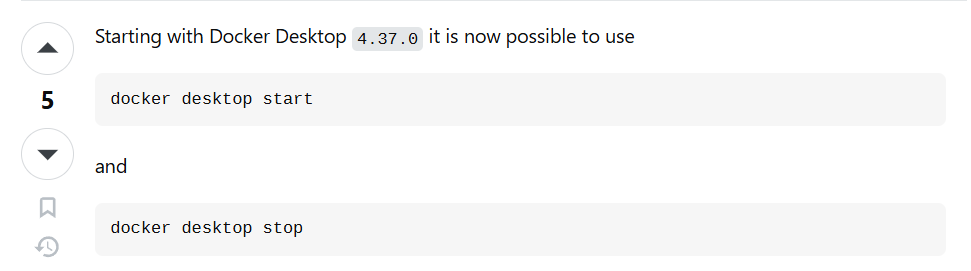 Starting with Docker Desktop 4.37.0 it is now possible to use
docker desktop start
5
and
docker desktop stop